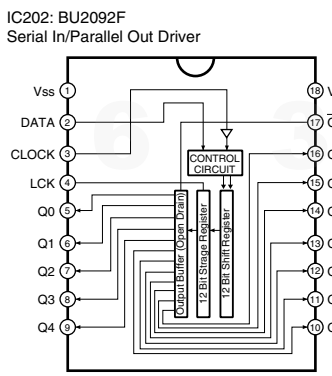 IC202: BU2092F
Serial In/Parallel Out Driver
Vss 1
DATA 2
CLOCK 3
LCK 4
Q0 5
Q1 6
Q2 7
Q3 8
Q4 9
18 V
17
16
15
14
13
12
11
10
CONTROL
CIRCUIT
Output Buffer (Open Drain)
12 Bit Strage Register
12 Bit Shift Register